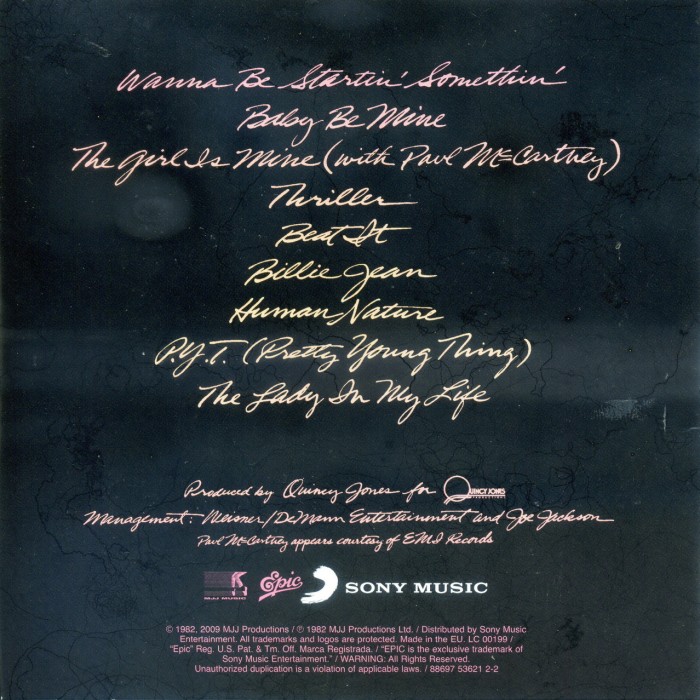 Wanna Be Startin' Somethin'
Baby Be Mine
The Girl Is Mine (with Paul McCartney)
Thriller
Beat It
Billie Jean
Human Nature
P.Y.T. (Pretty Young Thing)
The Lady In My Life
Produced by Quincy Jones for QUINCY JONES PRODUCTIONS
Management: Weisner/DeMann Entertainment and Joe Jackson
Paul McCartney appears courtesy of EMI Records
MJJ MUSIC Epic SONY MUSIC
© 1982, 2009 MJJ Productions / ℗ 1982 MJJ Productions Ltd. / Distributed by Sony Music
Entertainment. All trademarks and logos are protected. Made in the EU. LC 00199 /
"Epic" Reg. U.S. Pat. & Tm. Off. Marca Registrada. / "EPIC is the exclusive trademark of
Sony Music Entertainment." / WARNING: All Rights Reserved.
Unauthorized duplication is a violation of applicable laws. / 88697 53621 2-2